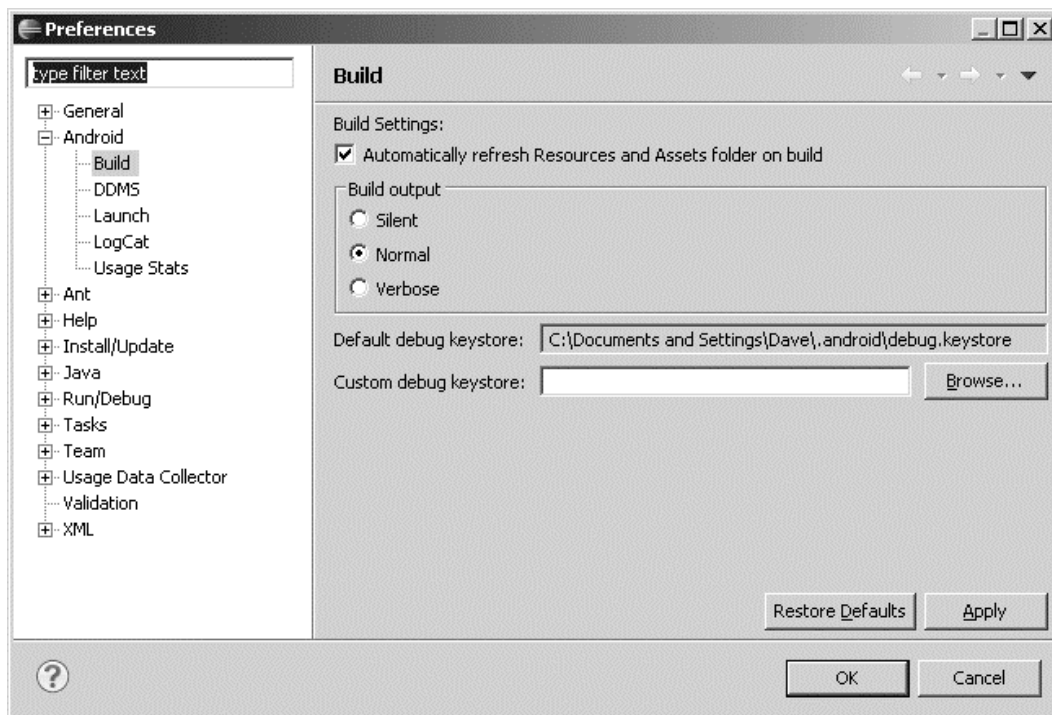 Preferences
type filter text
General
Android
Build
DDMS
Launch
LogCat
Usage Stats
Ant
Help
Install/Update
Java
Run/Debug
Tasks
Team
Usage Data Collector
Validation
XML
Build
Build Settings:
Automatically refresh Resources and Assets folder on build
Build output
Silent
Normal
Verbose
Default debug keystore: C:\Documents and Settings\Dave\.android\debug.keystore
Custom debug keystore: Browse...
Restore Defaults Apply
? OK Cancel